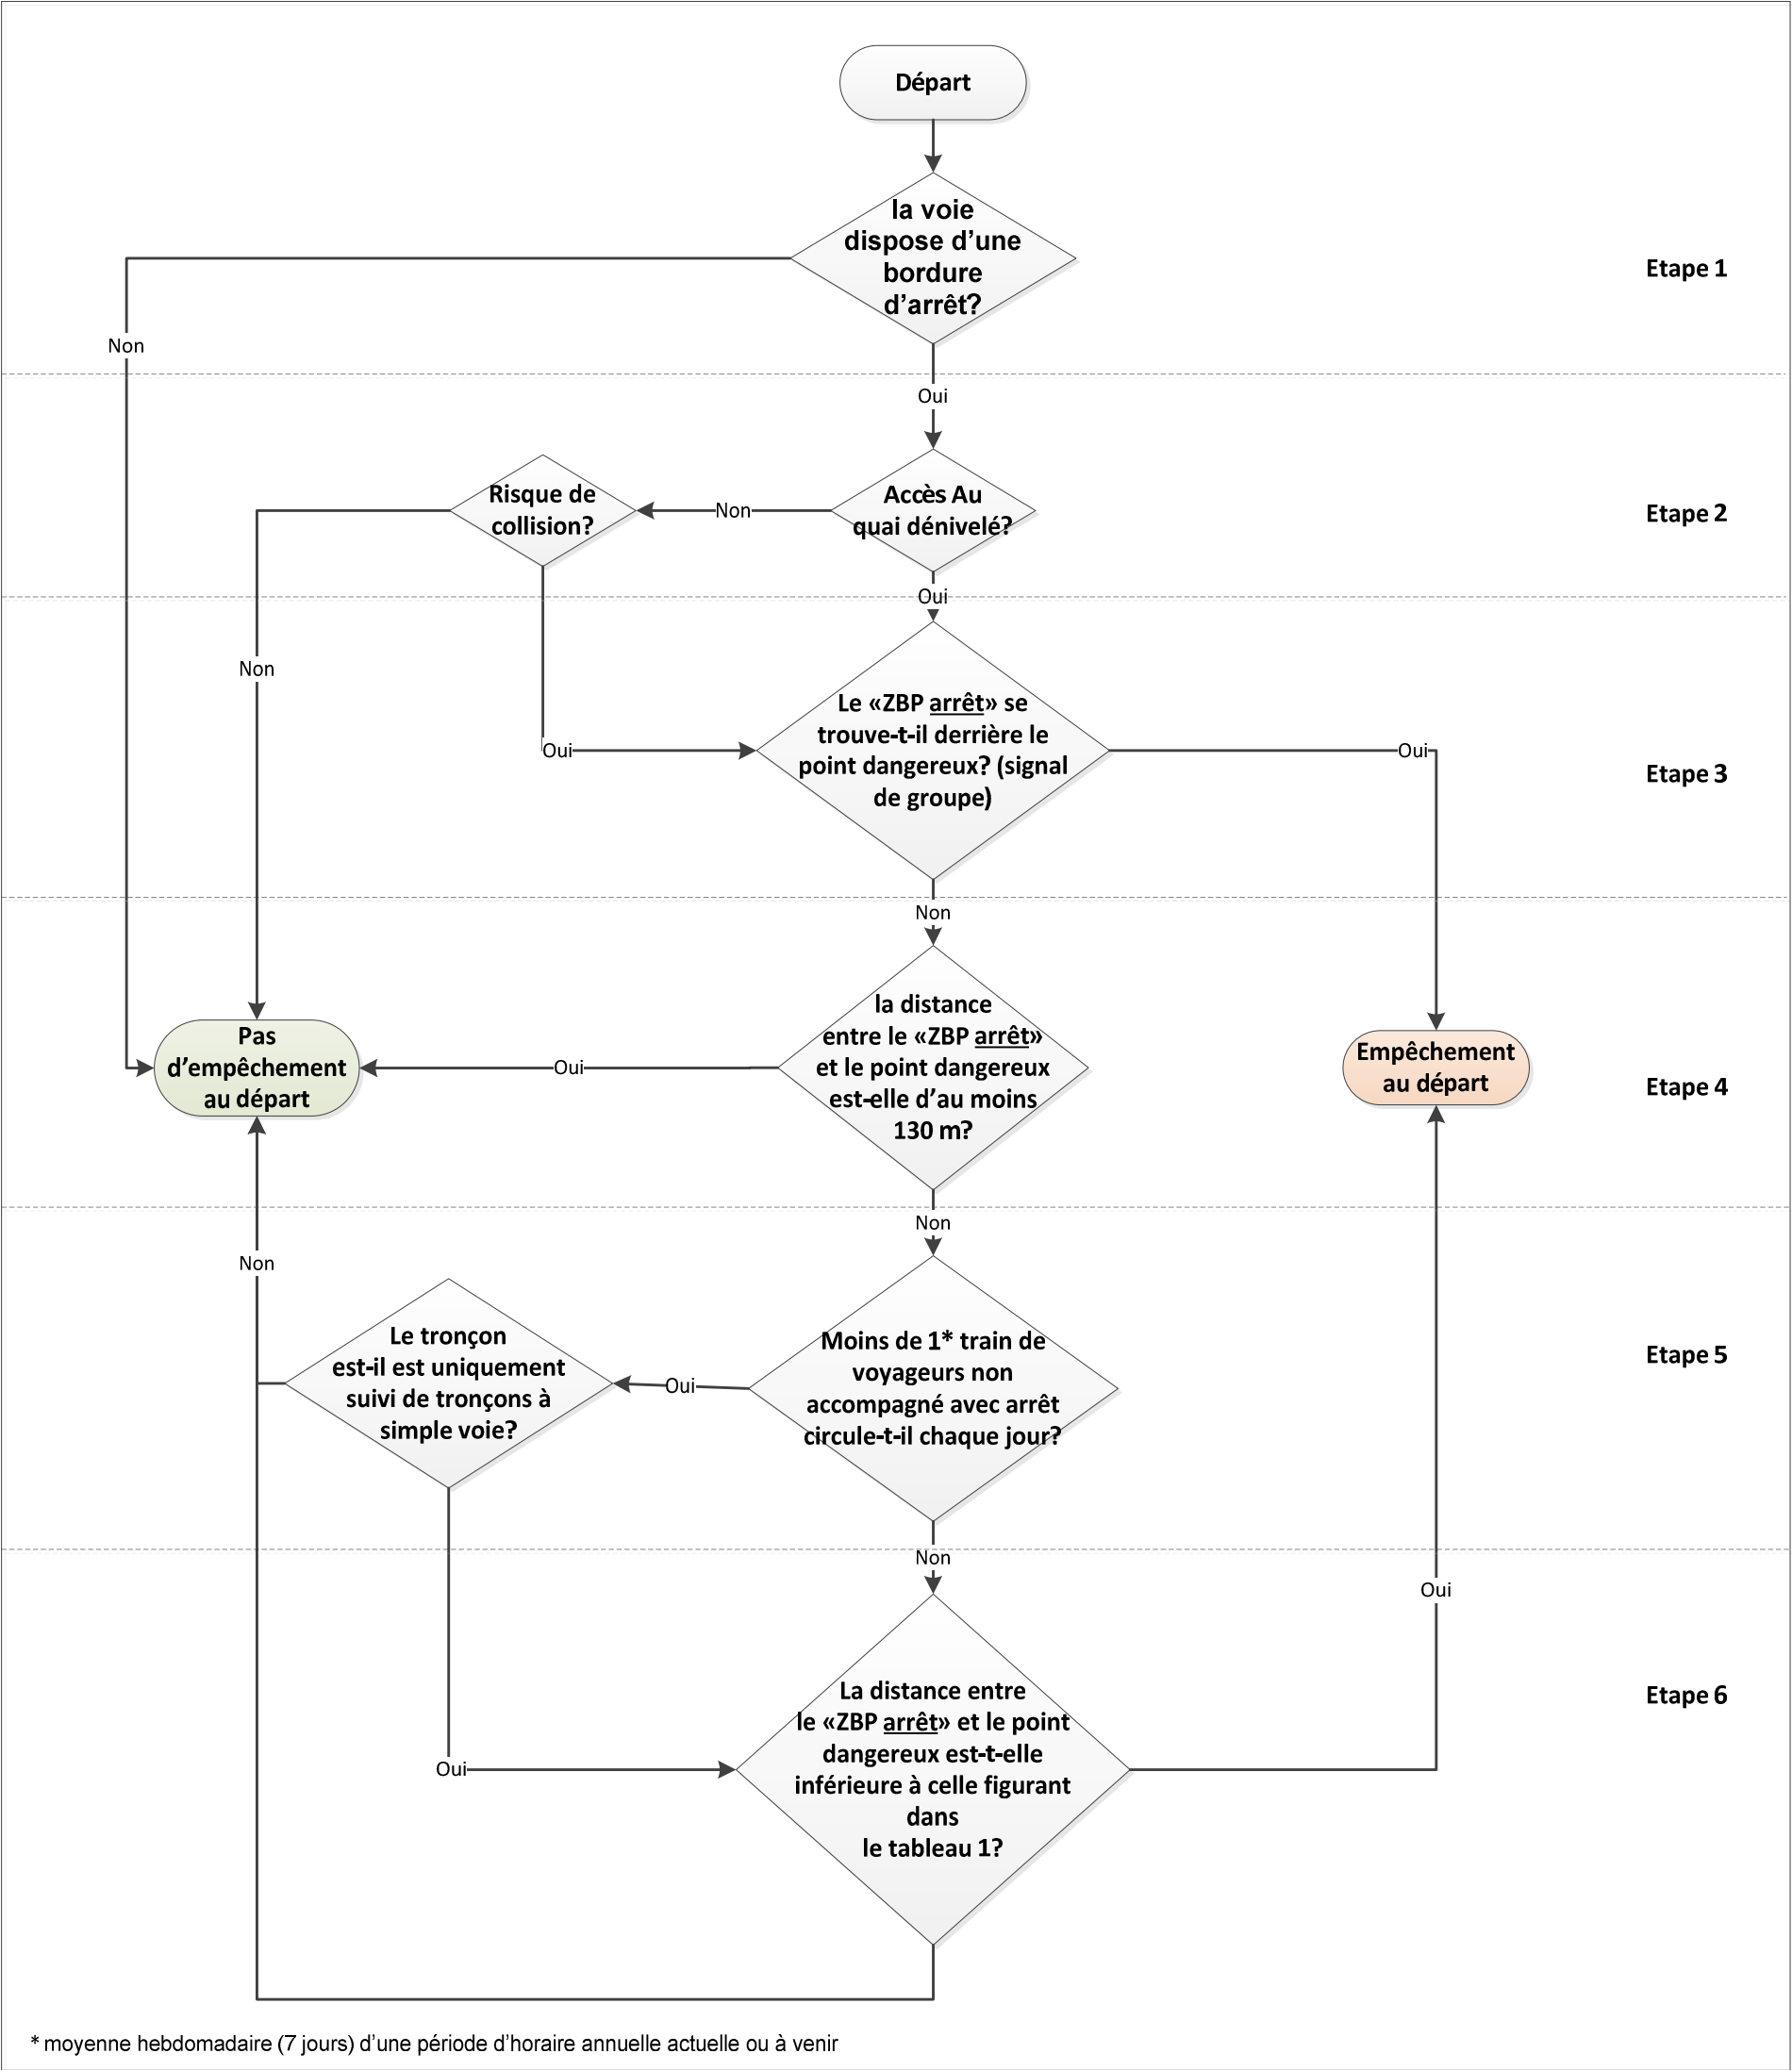 Départ
la voie
dispose d’une
bordure
d’arrêt?
Etape 1
Non
Oui
Risque de
collision?
Non
Accès Au
quai dénivelé?
Etape 2
Oui
Non
Le «ZBP arrêt» se
trouve-t-il derrière le
point dangereux? (signal
de groupe)
Oui
Oui
Etape 3
Non
la distance
entre le «ZBP arrêt»
et le point dangereux
est-elle d’au moins
130 m?
Pas
d’empêchement
au départ
Oui
Empêchement
au départ
Etape 4
Non
Non
Le tronçon
est-il est uniquement
suivi de tronçons à
simple voie?
Oui
Moins de 1* train de
voyageurs non
accompagné avec arrêt
circule-t-il chaque jour?
Etape 5
Non
Oui
La distance entre
le «ZBP arrêt» et le point
dangereux est-t-elle
inférieure à celle figurant
dans
le tableau 1?
Etape 6
Oui
* moyenne hebdomadaire (7 jours) d’une période d’horaire annuelle actuelle ou à venir